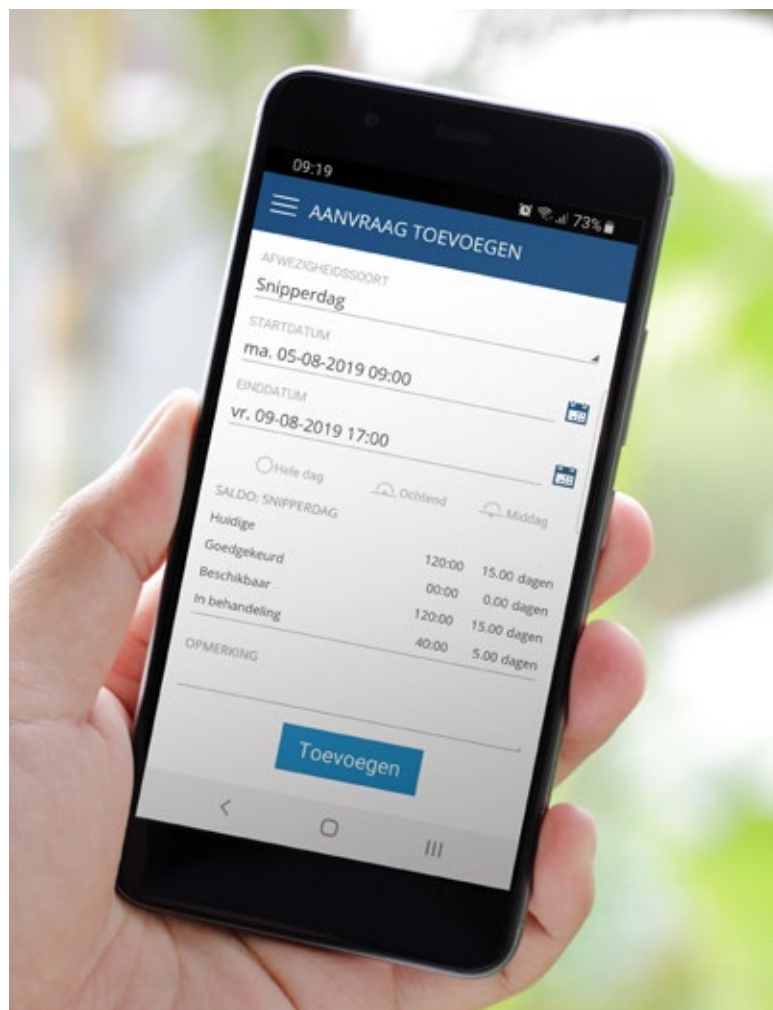 09:19 73%
AANVRAAG TOEVOEGEN
AFWEZIGHEIDSSOORT
Snipperdag
STARTDATUM
ma. 05-08-2019 09:00
EINDDATUM
vr. 09-08-2019 17:00
Hele dag Ochtend Middag
SALDO: SNIPPERDAG
Huidige 120:00 15.00 dagen
Goedgekeurd 00:00 0.00 dagen
Beschikbaar 120:00 15.00 dagen
In behandeling 40:00 5.00 dagen
OPMERKING
Toevoegen